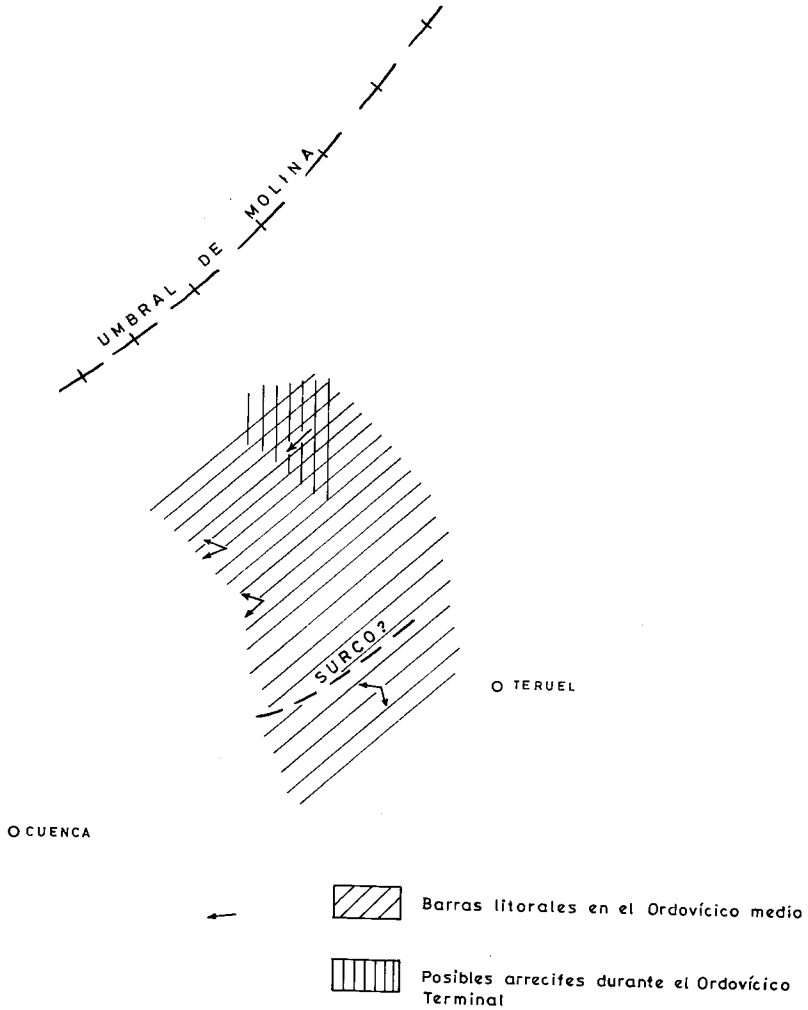 UMBRAL DE MOLINA
SURCO?
TERUEL
CUENCA
Barras litorales en el Ordovícico medio
Posibles arrecifes durante el Ordovícico
Terminal